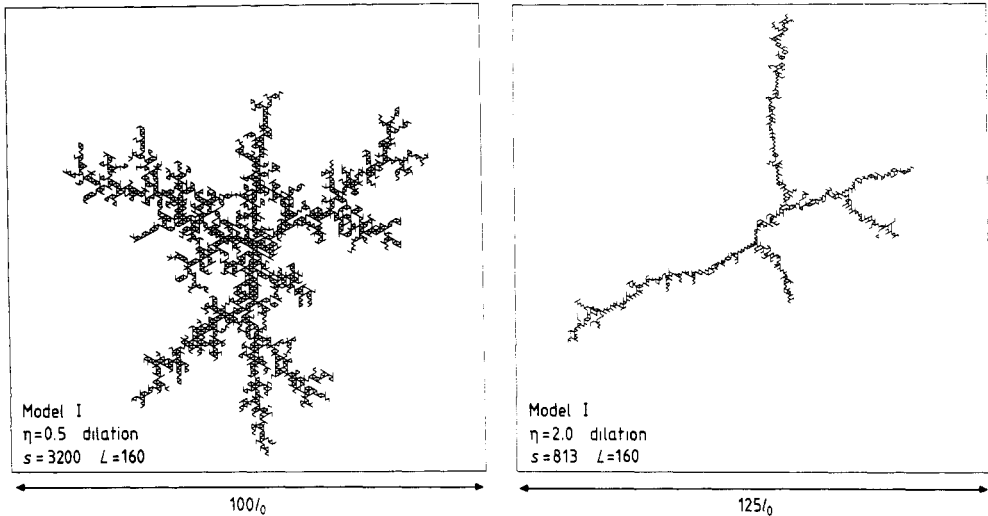 Model I
η=0.5 dilation
s=3200 L=160
100l₀
Model I
η=2.0 dilation
s=813 L=160
125l₀